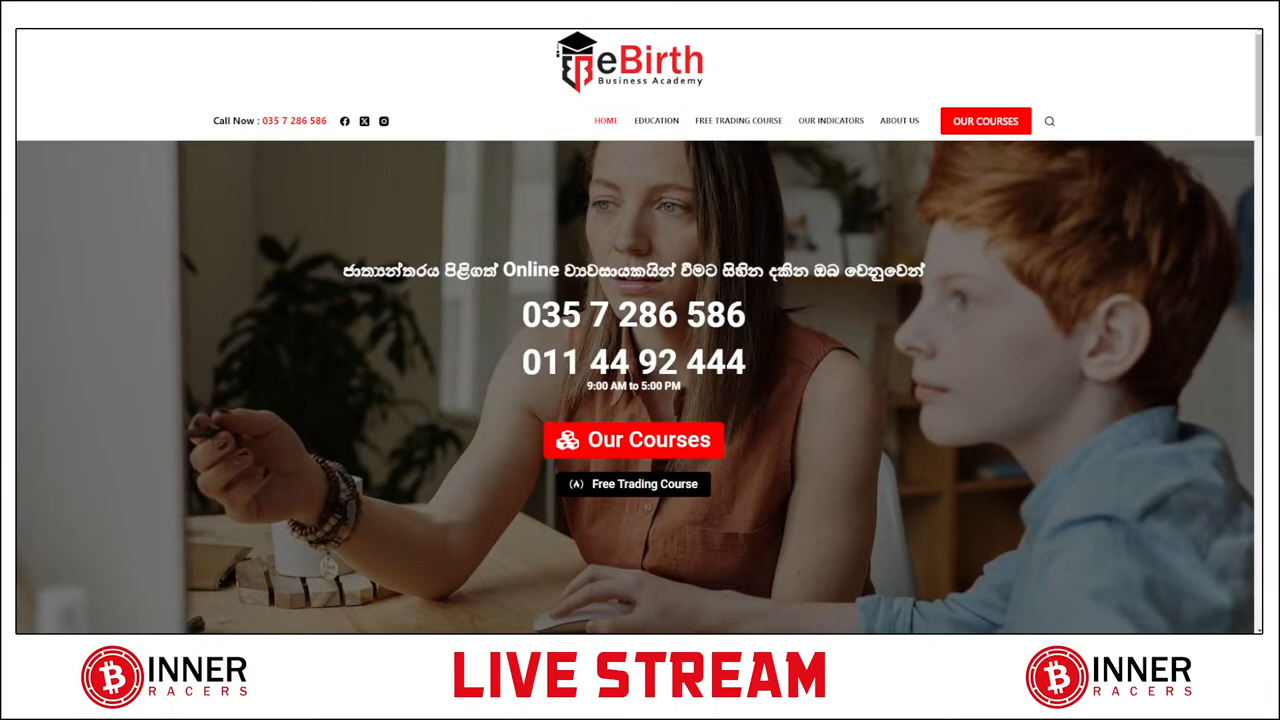 eBirth
Business Academy
Call Now : 035 7 286 586
HOME EDUCATION FREE TRADING COURSE OUR INDICATORS ABOUT US OUR COURSES
ජාත්‍යන්තරය පිළිගත් Online ව්‍යවසායකයින් වීමට සිහින දකින ඔබ වෙනුවෙන්
035 7 286 586
011 44 92 444
9:00 AM to 5:00 PM
Our Courses
Free Trading Course
INNER RACERS
LIVE STREAM
INNER RACERS